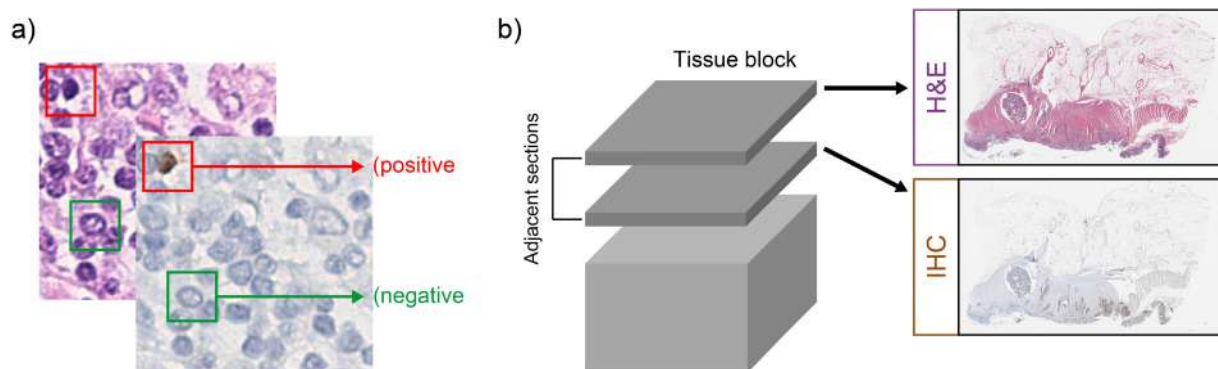 a)
(positive
(negative
b)
Tissue block
Adjacent sections
H&E
IHC